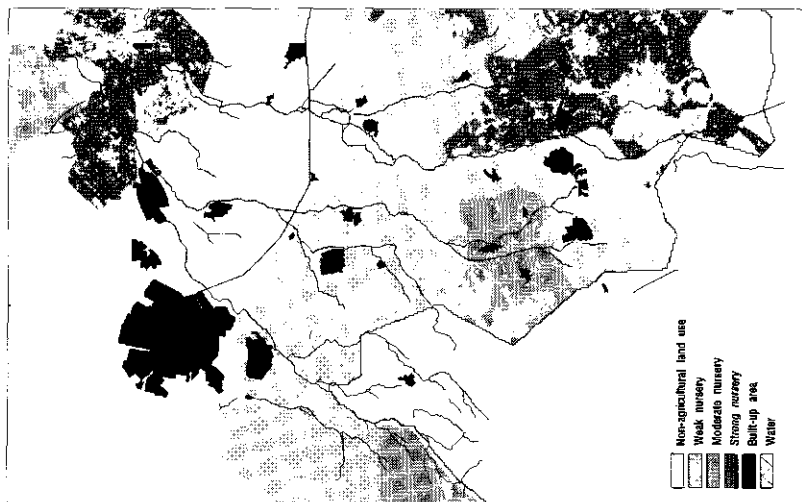 Non-agricultural land use
Weak nursery
Moderate nursery
Strong nursery
Built-up area
Water